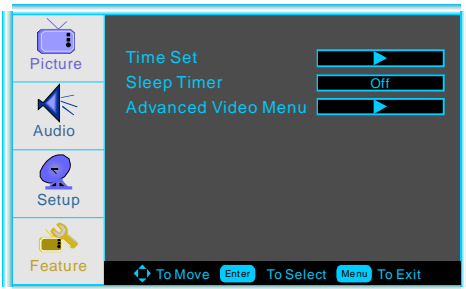 Picture
Audio
Setup
Feature
Time Set
Sleep Timer Off
Advanced Video Menu
To Move Enter To Select Menu To Exit